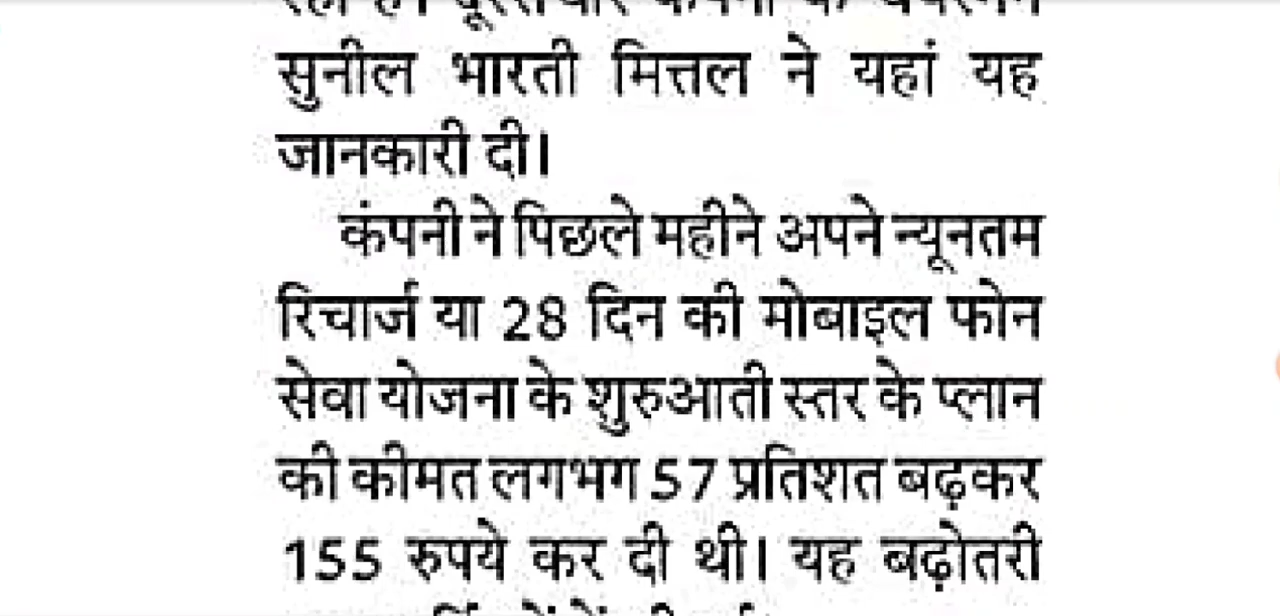 सुनील भारती मित्तल ने यहां यह
जानकारी दी।
कंपनी ने पिछले महीने अपने न्यूनतम
रिचार्ज या 28 दिन की मोबाइल फोन
सेवा योजना के शुरुआती स्तर के प्लान
की कीमत लगभग 57 प्रतिशत बढ़कर
155 रुपये कर दी थी। यह बढ़ोतरी